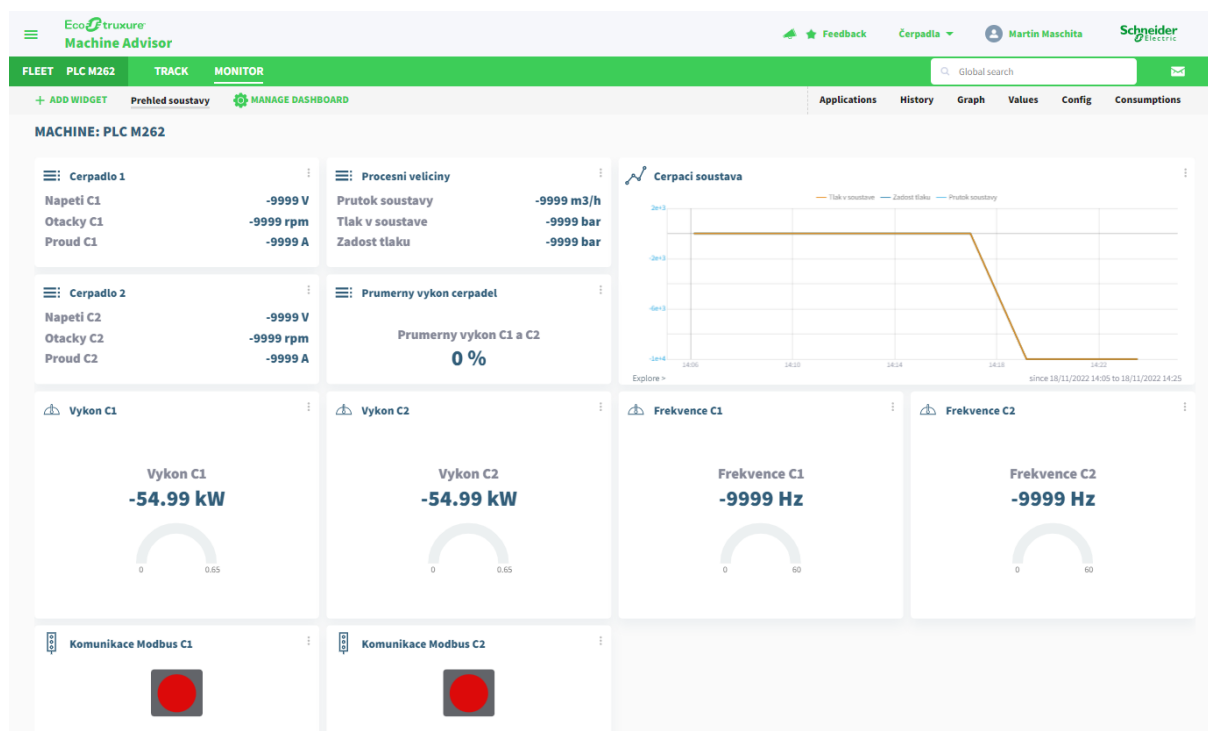 EcoStruxure
Machine Advisor
Feedback
Čerpadla
Martin Maschita
Schneider
Electric
FLEET PLC M262 TRACK MONITOR
Global search
+ ADD WIDGET Prehled soustavy MANAGE DASHBOARD
Applications History Graph Values Config Consumptions
MACHINE: PLC M262
Cerpadlo 1
Napeti C1 -9999 V
Otacky C1 -9999 rpm
Proud C1 -9999 A
Procesni veliciny
Prutok soustavy -9999 m3/h
Tlak v soustave -9999 bar
Zadost tlaku -9999 bar
Cerpaci soustava
Tlak v soustave Zadost tlaku Prutok soustavy
2e+3
-2e+3
-6e+3
-1e+4
14:06 14:10 14:14 14:18 14:22
Explore > since 18/11/2022 14:05 to 18/11/2022 14:25
Cerpadlo 2
Napeti C2 -9999 V
Otacky C2 -9999 rpm
Proud C2 -9999 A
Prumerny vykon cerpadel
Prumerny vykon C1 a C2
0 %
Vykon C1
Vykon C1
-54.99 kW
0 0.65
Vykon C2
Vykon C2
-54.99 kW
0 0.65
Frekvence C1
Frekvence C1
-9999 Hz
0 60
Frekvence C2
Frekvence C2
-9999 Hz
0 60
Komunikace Modbus C1
Komunikace Modbus C2